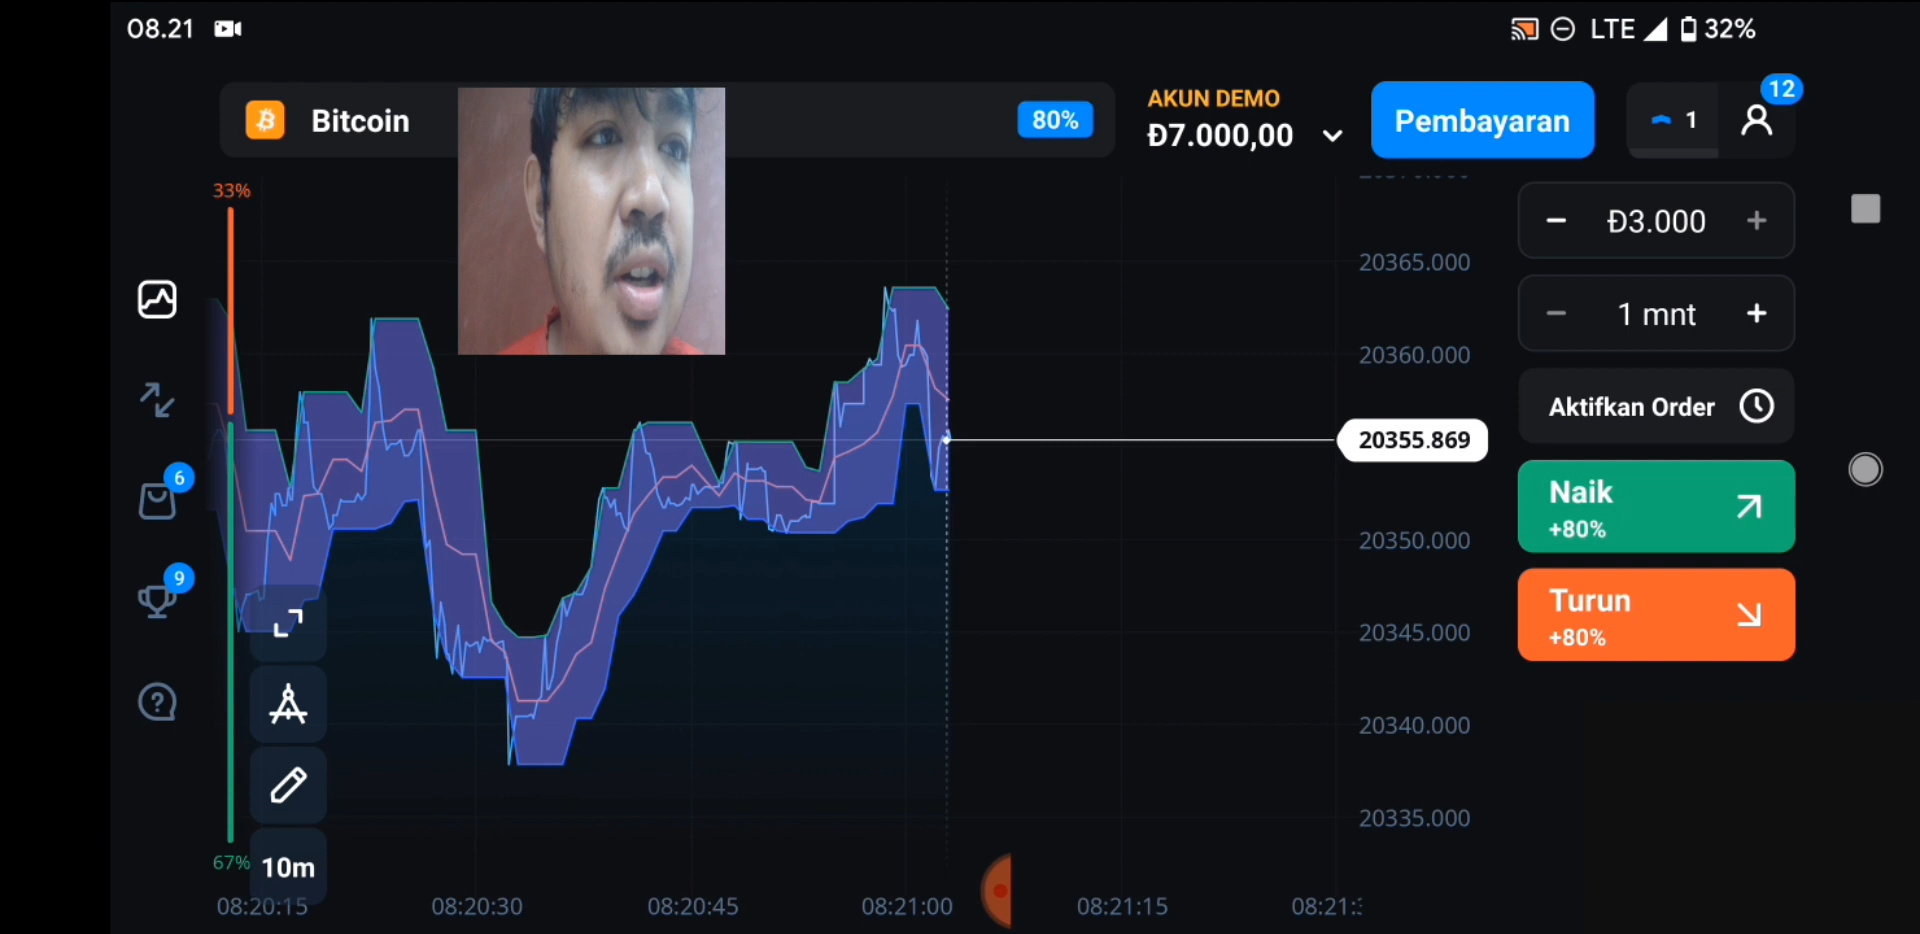 08.21
LTE 32%
Bitcoin
80%
AKUN DEMO
Đ7.000,00
Pembayaran
1
12
33%
Đ3.000
20365.000
1 mnt
20360.000
Aktifkan Order
20355.869
6
Naik
+80%
20350.000
9
Turun
+80%
20345.000
20340.000
20335.000
67%
10m
08:20:15
08:20:30
08:20:45
08:21:00
08:21:15